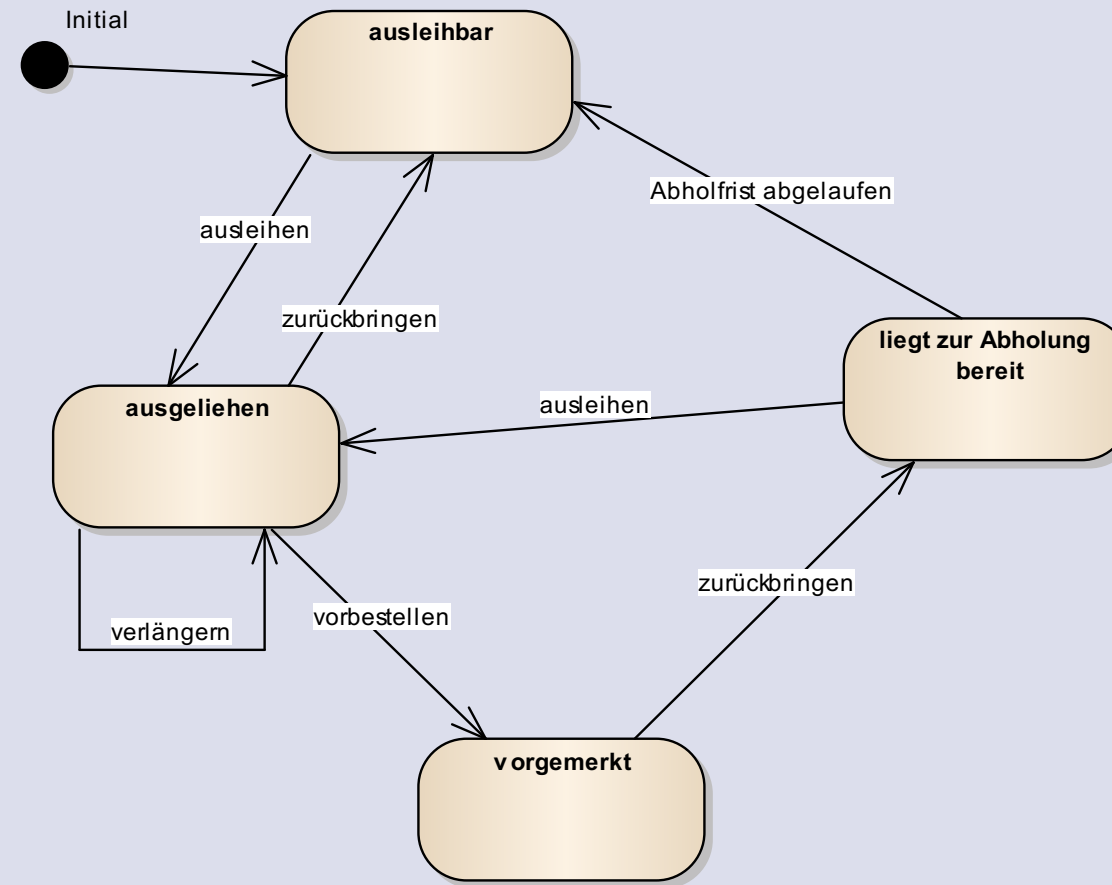 Initial
ausleihbar
Abholfrist abgelaufen
ausleihen
zurückbringen
liegt zur Abholung
bereit
ausgeliehen
ausleihen
zurückbringen
vorbestellen
verlängern
vorgemerkt